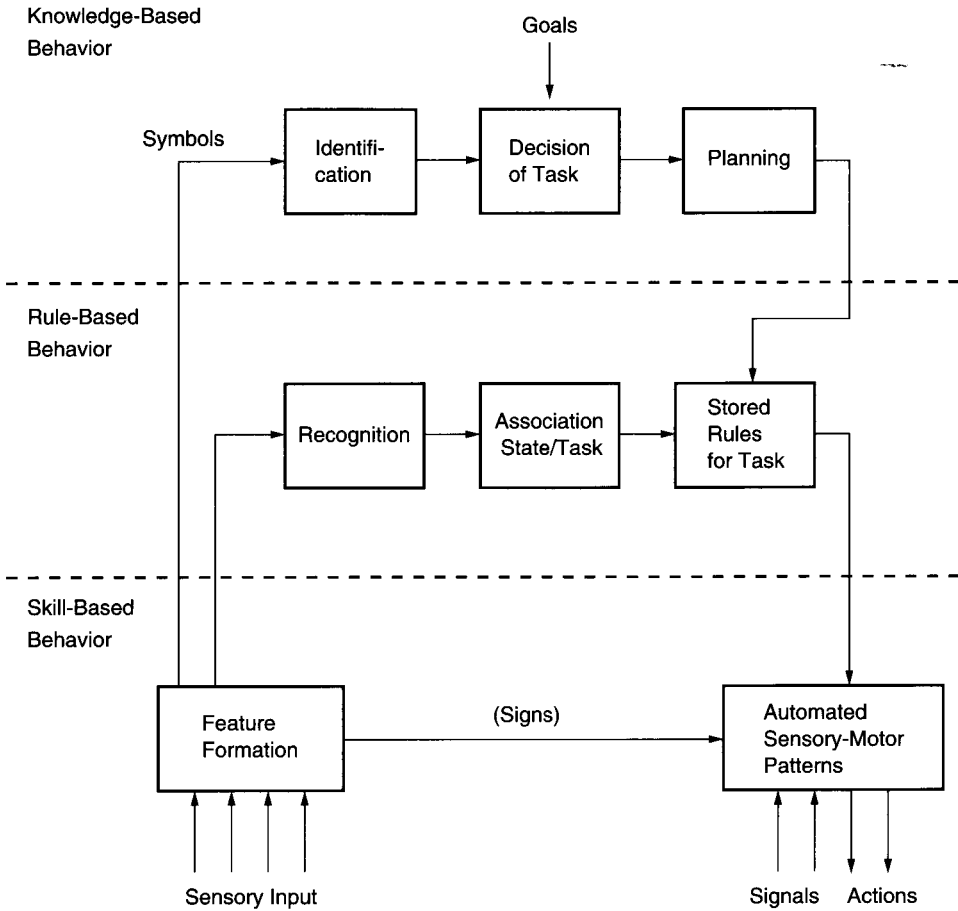 Knowledge-Based
Behavior
Goals
Symbols
Identifi-
cation
Decision
of Task
Planning
Rule-Based
Behavior
Recognition
Association
State/Task
Stored
Rules
for Task
Skill-Based
Behavior
Feature
Formation
(Signs)
Automated
Sensory-Motor
Patterns
Sensory Input
Signals
Actions